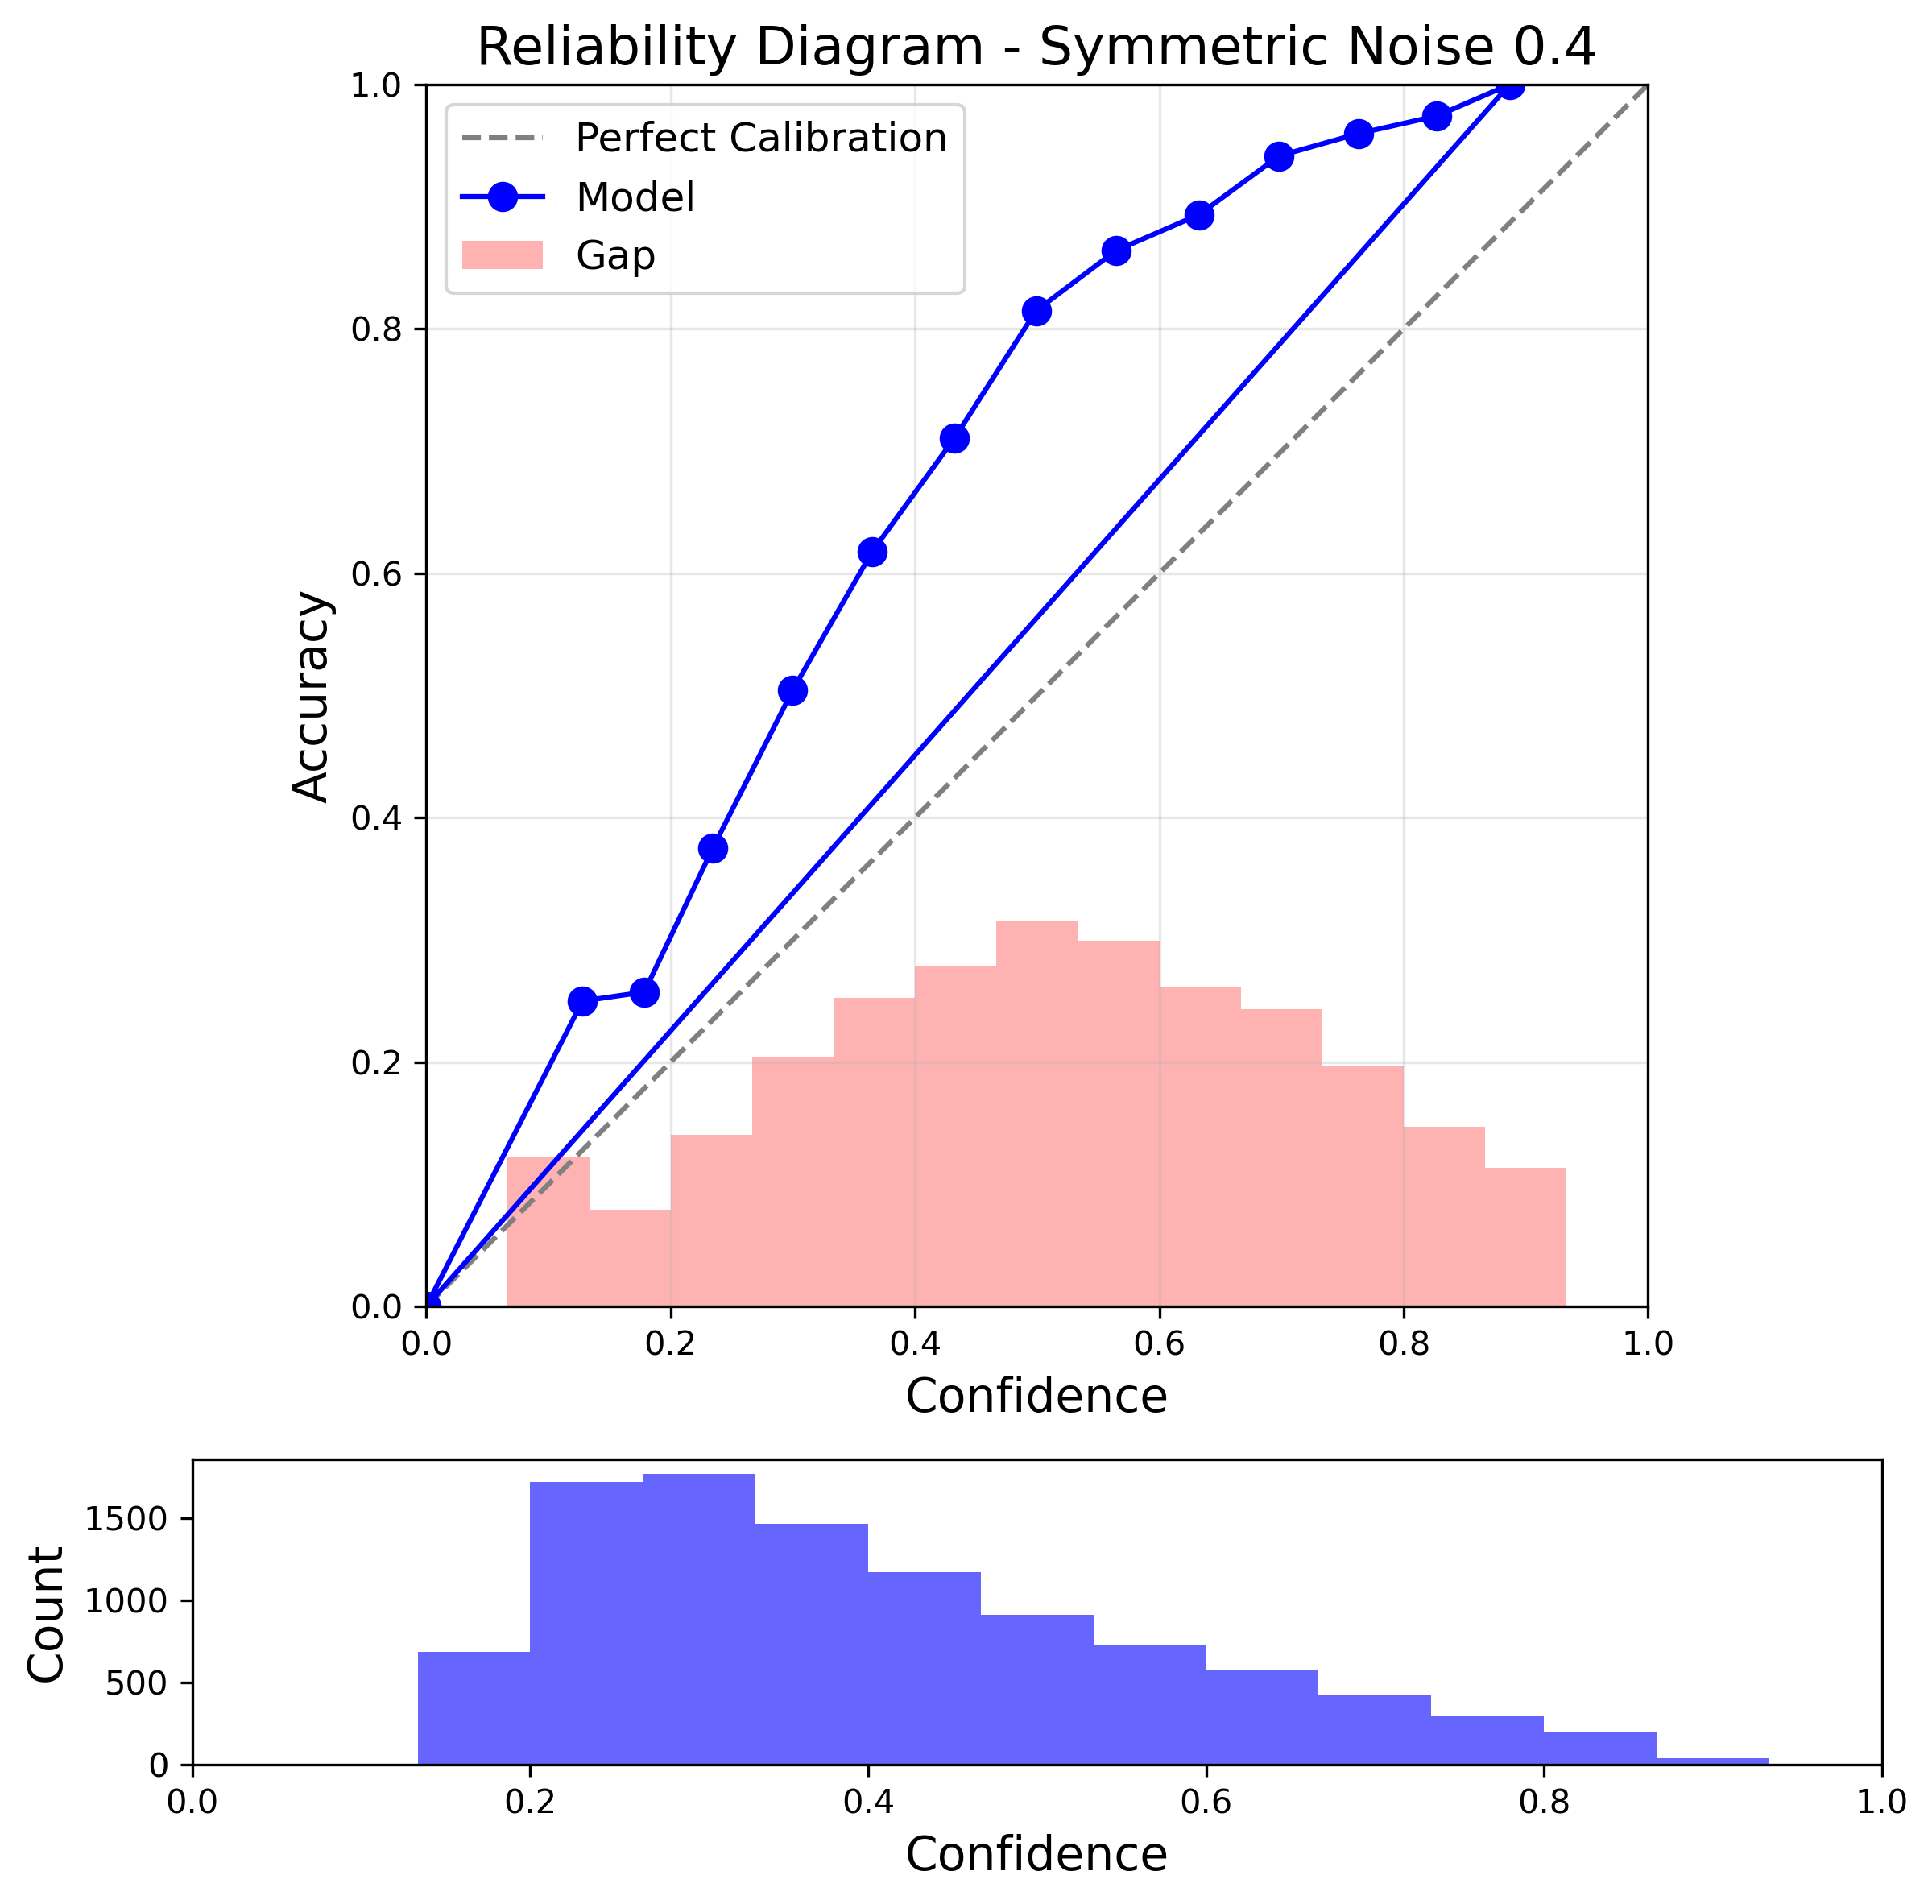 Reliability Diagram - Symmetric Noise 0.4
Perfect Calibration
Model
Gap
1.0
0.8
0.6
0.4
0.2
0.0
Accuracy
0.0 0.2 0.4 0.6 0.8 1.0
Confidence
1500
1000
500
0
Count
0.0 0.2 0.4 0.6 0.8 1.0
Confidence